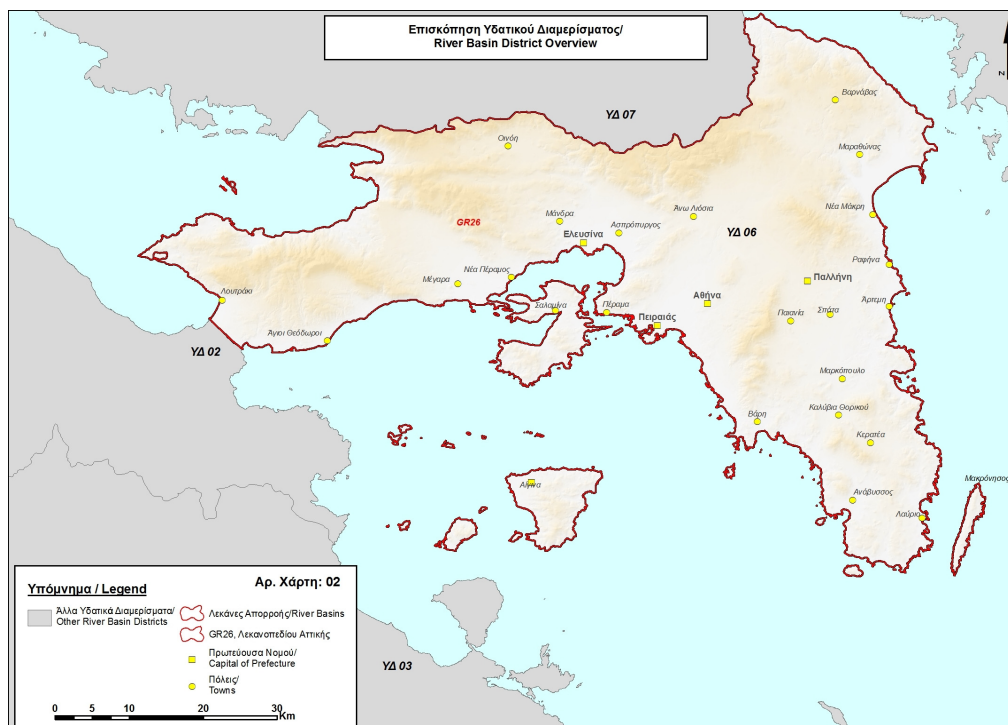 Επισκόπηση Υδατικού Διαμερίσματος/
River Basin District Overview
N
ΥΔ 07
Βαρνάβας
Οινόη
Μαραθώνας
GR26
Μάνδρα
Άνω Λιόσια
Νέα Μάκρη
Ασπρόπυργος
ΥΔ 06
Ελευσίνα
Ραφήνα
Νέα Πέραμος
Μέγαρα
Παλλήνη
Λουτράκι
Σαλαμίνα
Πέραμα
Αθήνα
Άρτεμη
Πειραιάς
Παιανία
Σπάτα
Άγιοι Θεόδωροι
ΥΔ 02
Μαρκόπουλο
Βάρη
Καλύβια Θορικού
Κερατέα
Αίγινα
Ανάβυσσος
Μακρόνησος
Λαύριο
Υπόμνημα / Legend
Αρ. Χάρτη: 02
Άλλα Υδατικά Διαμερίσματα/
Other River Basin Districts
Λεκάνες Απορροής/River Basins
GR26, Λεκανοπεδίου Αττικής
Πρωτεύουσα Νομού/
Capital of Prefecture
Πόλεις/
Towns
0 5 10 20 30 Km
ΥΔ 03